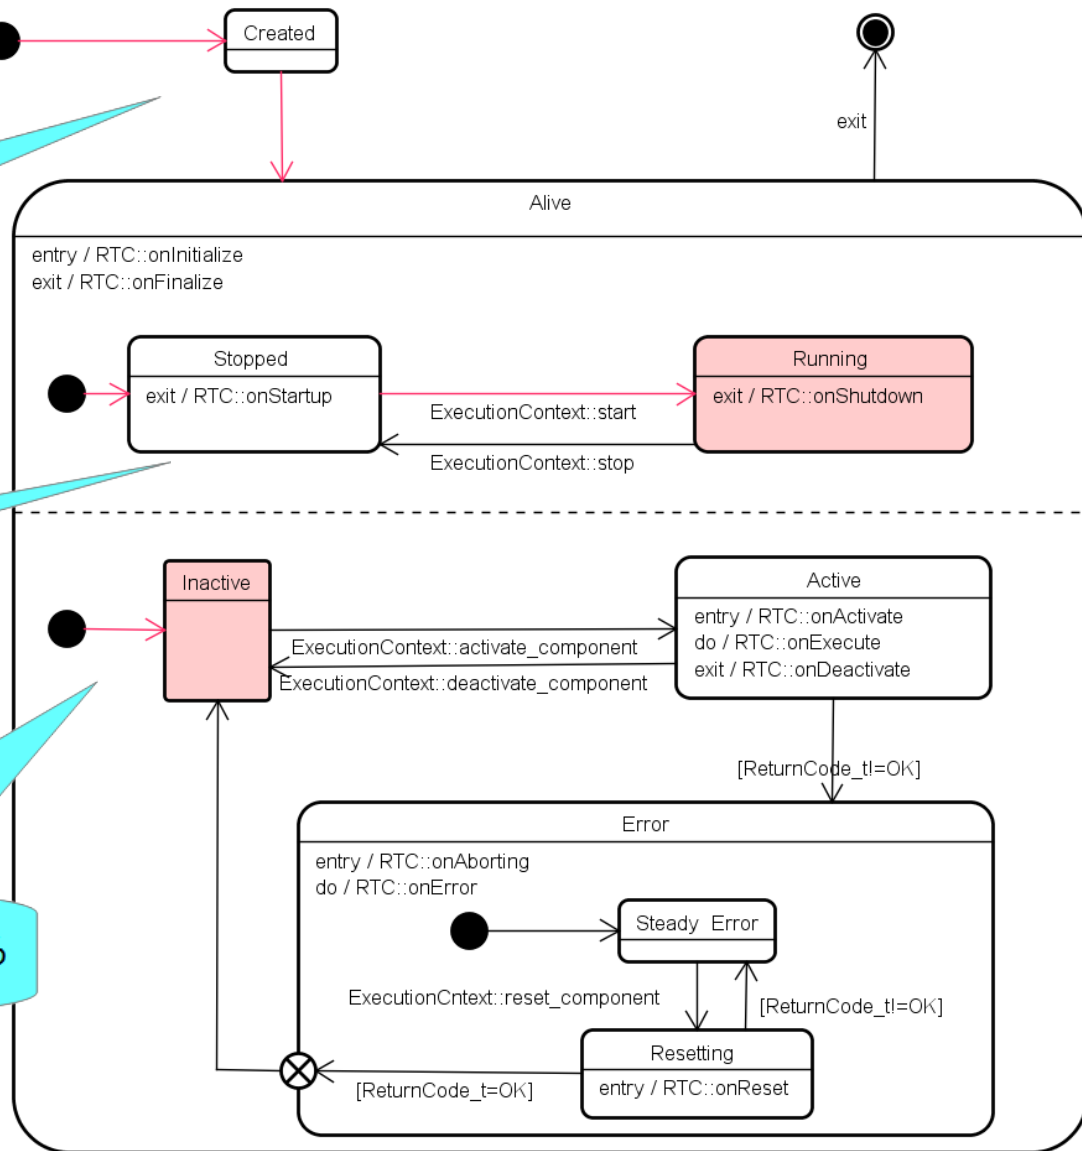 Created
exit
Alive
entry / RTC::onInitialize
exit / RTC::onFinalize
Stopped
exit / RTC::onStartup
Running
exit / RTC::onShutdown
ExecutionContext::start
ExecutionContext::stop
Inactive
Active
entry / RTC::onActivate
do / RTC::onExecute
exit / RTC::onDeactivate
ExecutionContext::activate_component
ExecutionContext::deactivate_component
[ReturnCode_t!=OK]
Error
entry / RTC::onAborting
do / RTC::onError
Steady Error
ExecutionCntext::reset_component
[ReturnCode_t!=OK]
Resetting
entry / RTC::onReset
[ReturnCode_t=OK]